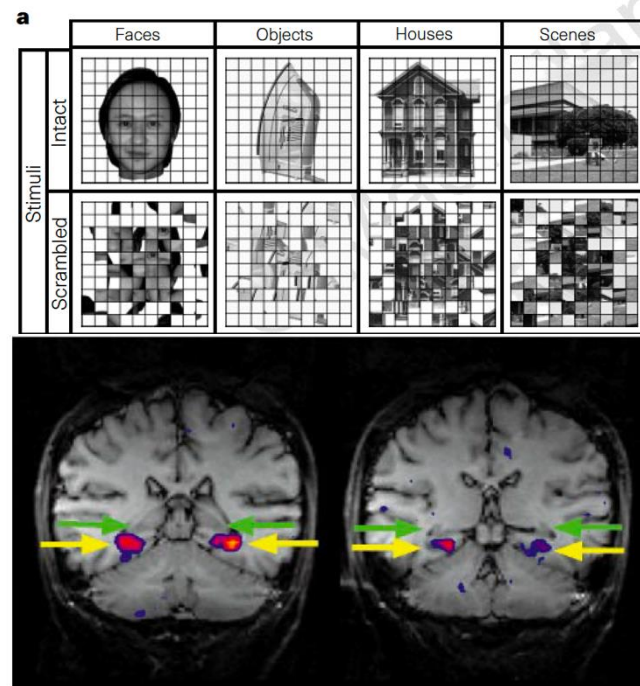 a
Faces
Objects
Houses
Scenes
Stimuli
Intact
Scrambled